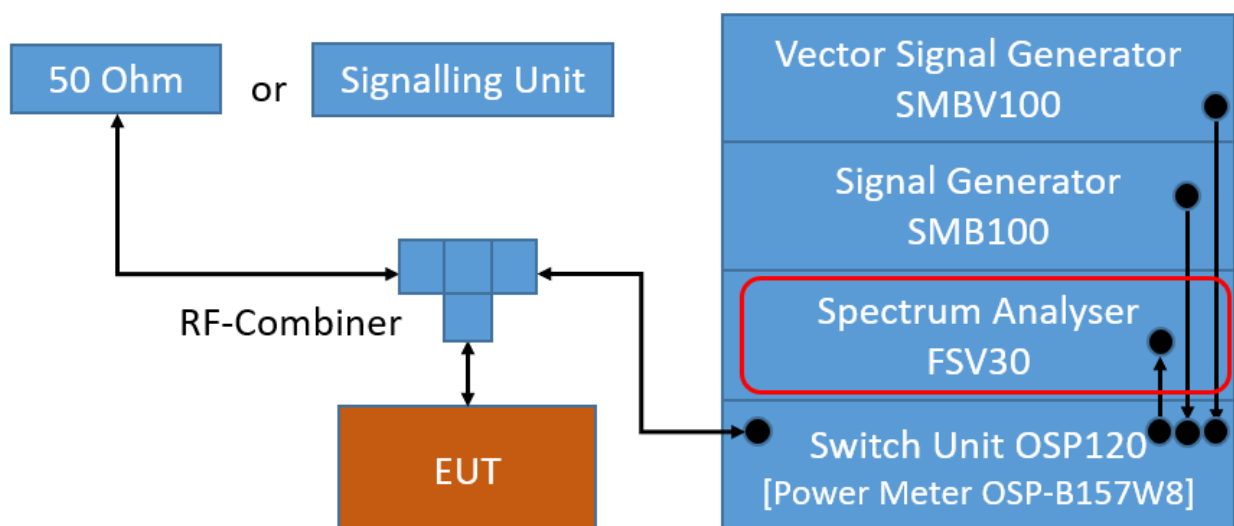 50 Ohm
or
Signalling Unit
RF-Combiner
EUT
Vector Signal Generator
SMBV100
Signal Generator
SMB100
Spectrum Analyser
FSV30
Switch Unit OSP120
[Power Meter OSP-B157W8]